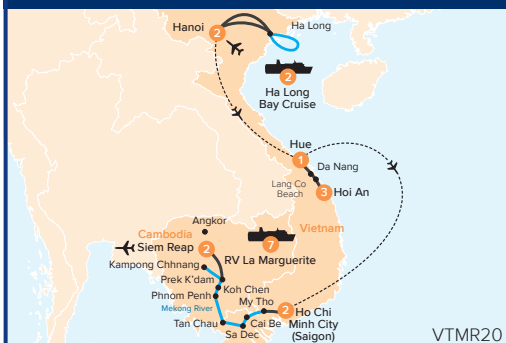 Hanoi
2
Ha Long
2
Ha Long
Bay Cruise
Hue
1
Da Nang
Lang Co
Beach
3
Hoi An
Angkor
Cambodia
Vietnam
2
Siem Reap
7
RV La Marguerite
Kampong Chhnang
Prek K'dam
Koh Chen
Phnom Penh
My Tho
Mekong River
2
Ho Chi
Minh City
(Saigon)
Tan Chau
Cai Be
Sa Dec
VTMR20